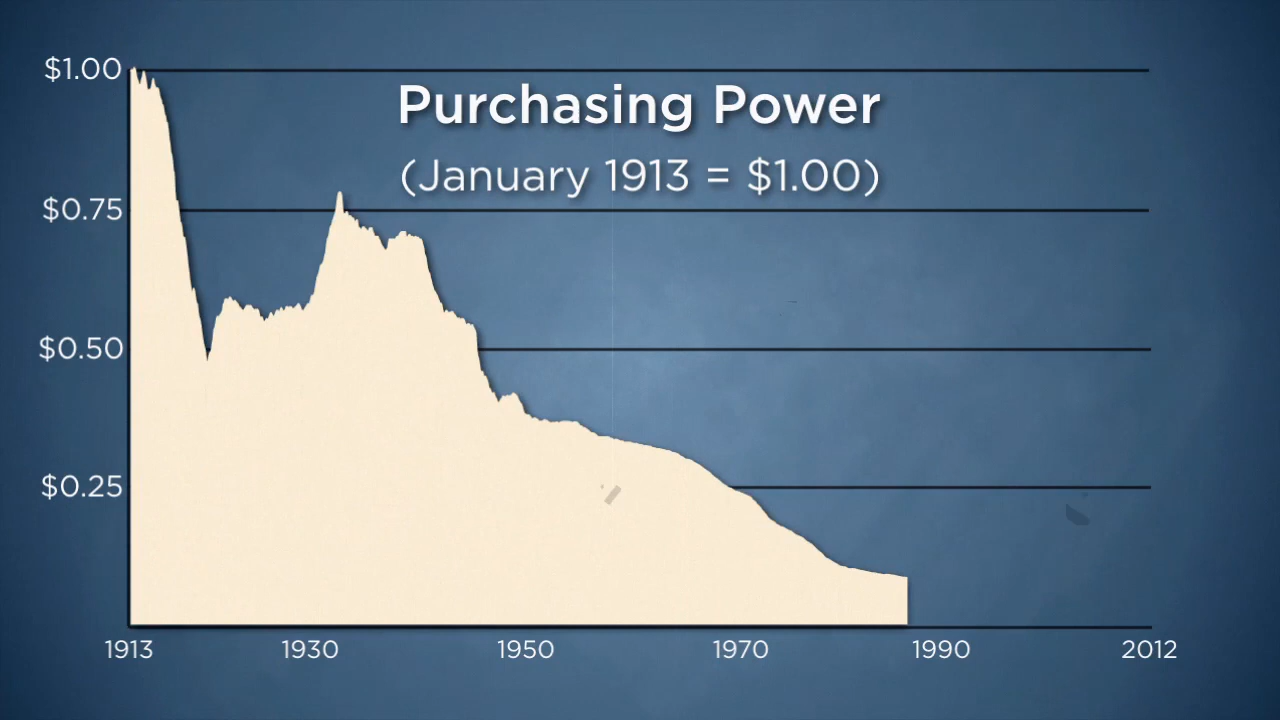 Purchasing Power
(January 1913 = $1.00)
$1.00
$0.75
$0.50
$0.25
1913 1930 1950 1970 1990 2012